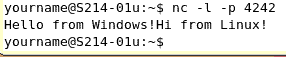 yourname@S214-01u:~$ nc -l -p 4242
Hello from Windows!Hi from Linux!
yourname@S214-01u:~$